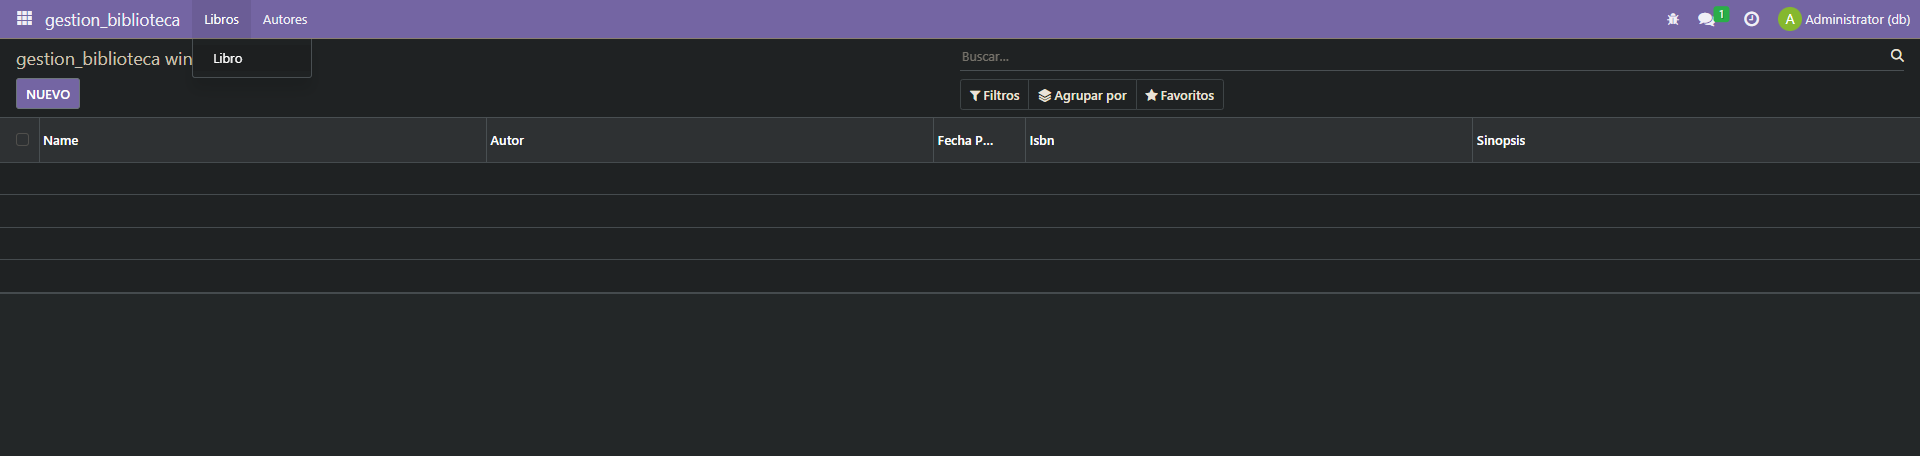 gestion_biblioteca Libros Autores 1 A Administrator (db)
gestion_biblioteca win Libro Buscar...
NUEVO Filtros Agrupar por Favoritos
Name Autor Fecha P... Isbn Sinopsis